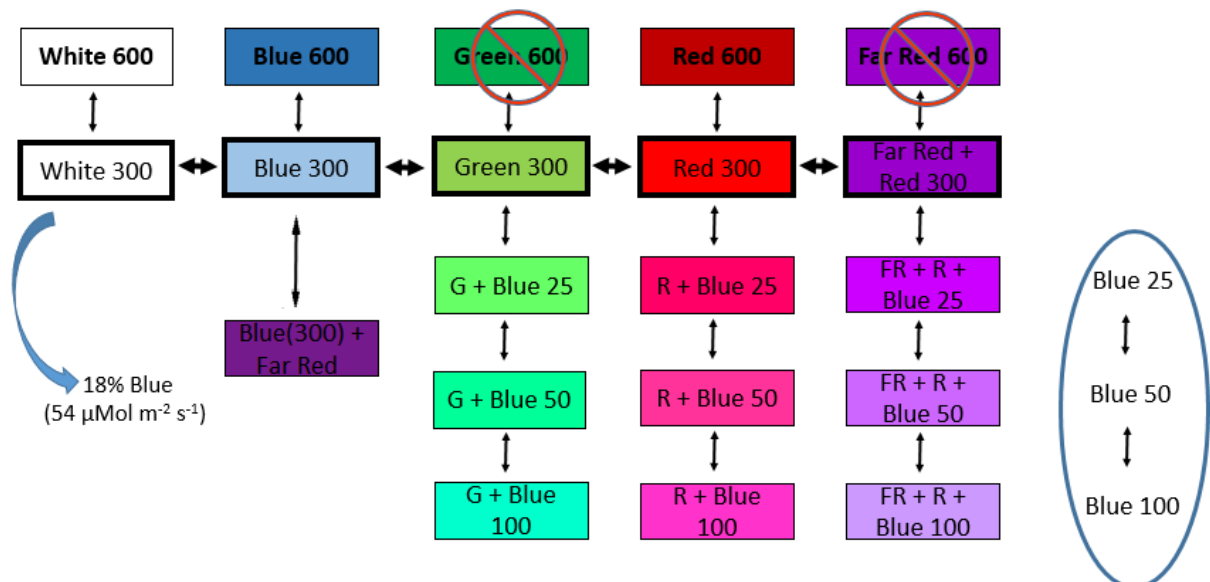 White 600
Blue 600
Green 600
Red 600
Far Red 600
White 300
Blue 300
Green 300
Red 300
Far Red +
Red 300
G + Blue 25
R + Blue 25
FR + R +
Blue 25
Blue 25
Blue(300) +
Far Red
18% Blue
(54 µMol m⁻² s⁻¹)
G + Blue 50
R + Blue 50
FR + R +
Blue 50
Blue 50
G + Blue
100
R + Blue
100
FR + R +
Blue 100
Blue 100